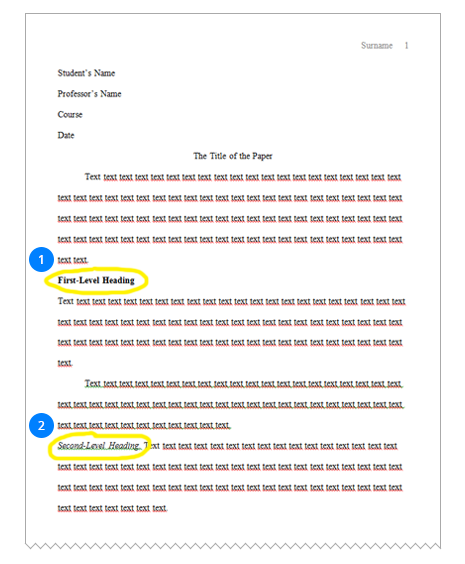 Surname 1
Student's Name
Professor's Name
Course
Date
The Title of the Paper
Text text text text text text text text text text text text text text text text text text text text
text text text text text text text text text text text text text text text text text text text text text text
text text text text text text text text text text text text text text text text text text text text text text
text text text text text text text text text text text text text text text text text text text text text text
1
text text.
First-Level Heading
Text text text text text text text text text text text text text text text text text text text text text text
text text text text text text text text text text text text text text text text text text text text text text
text text text text text text text text text text text text text text text text text text text text text text
text.
Text text text text text text text text text text text text text text text text text text text text
text text text text text text text text text text text text text text text text text text text text text text
2
text text text text text text text text text text text.
Second-Level Heading. Text text text text text text text text text text text text text text text text
text text text text text text text text text text text text text text text text text text text text text text
text text text text text text text text text text text text text text text text text text text text text text
text text text text text text text.